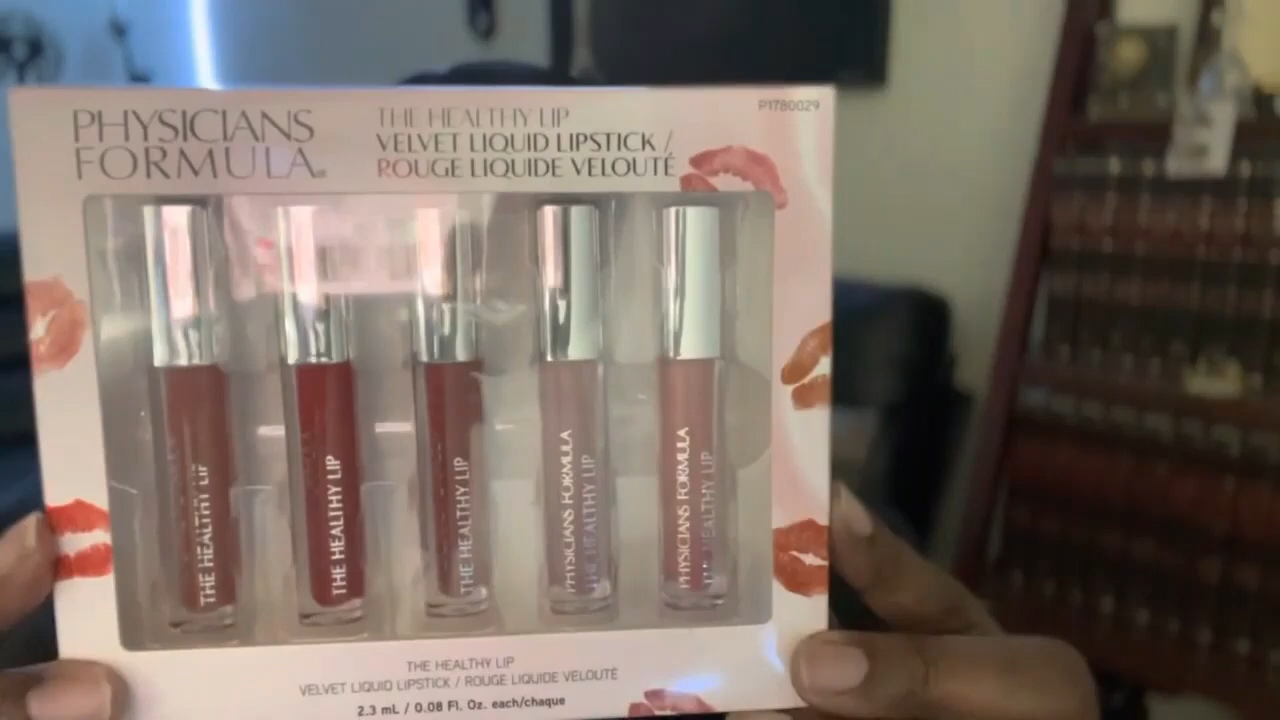 PHYSICIANS
FORMULA®
THE HEALTHY LIP
VELVET LIQUID LIPSTICK /
ROUGE LIQUIDE VELOUTÉ
P1780029
THE HEALTHY LIP
THE HEALTHY LIP
THE HEALTHY LIP
PHYSICIANS FORMULA
THE HEALTHY LIP
PHYSICIANS FORMULA
THE HEALTHY LIP
THE HEALTHY LIP
VELVET LIQUID LIPSTICK / ROUGE LIQUIDE VELOUTÉ
2.3 mL / 0.08 Fl. Oz. each/chaque